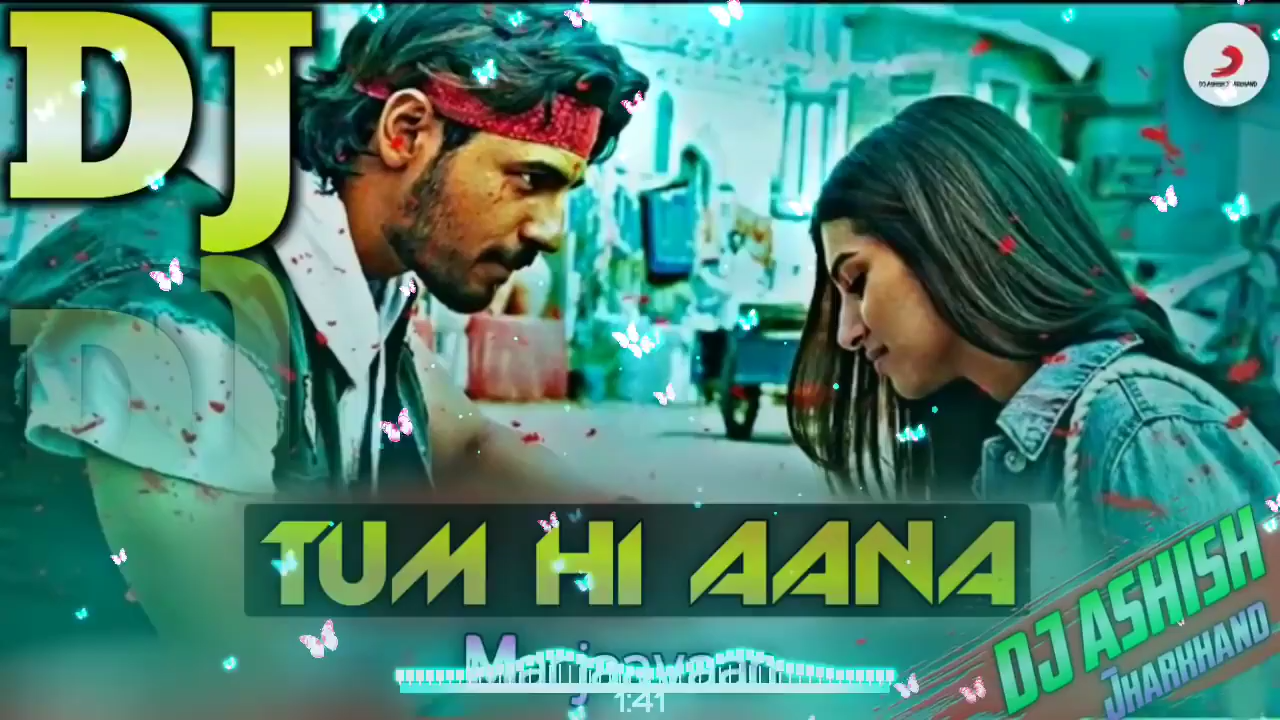 DJ
TUM HI AANA
Marjaavaan
1:41
DJ ASHISH
JHARKHAND